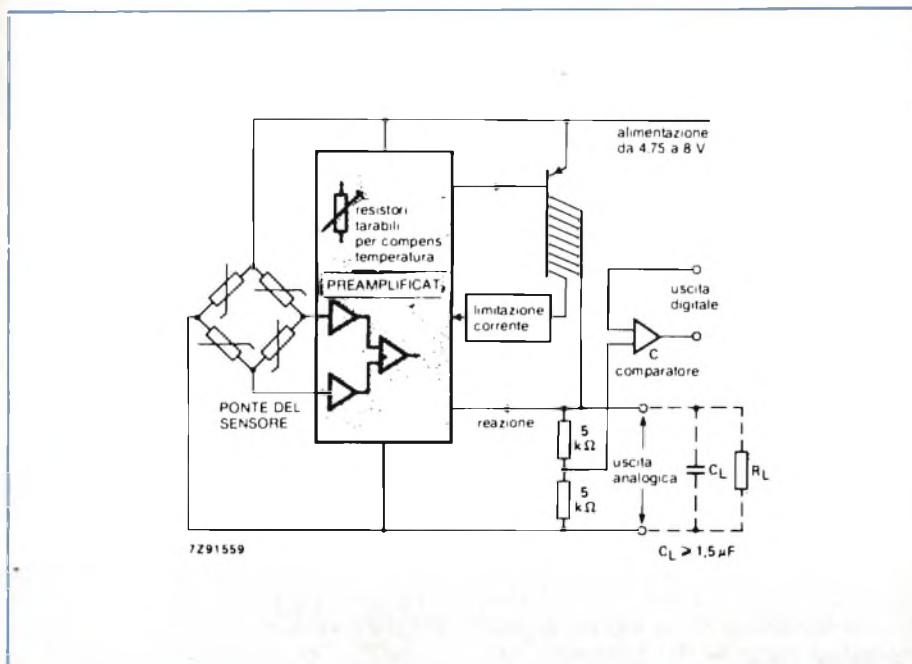 alimentazione
da 4.75 a 8 V
resistori
tarabili
per compens
temperatura
PREAMPLIFICAT
limitazione
corrente
uscita
digitale
C
comparatore
PONTE DEL
SENSORE
reazione
5
kΩ
uscita
analogica
5
kΩ
CL
RL
7Z91559
CL ⩾ 1,5 µF